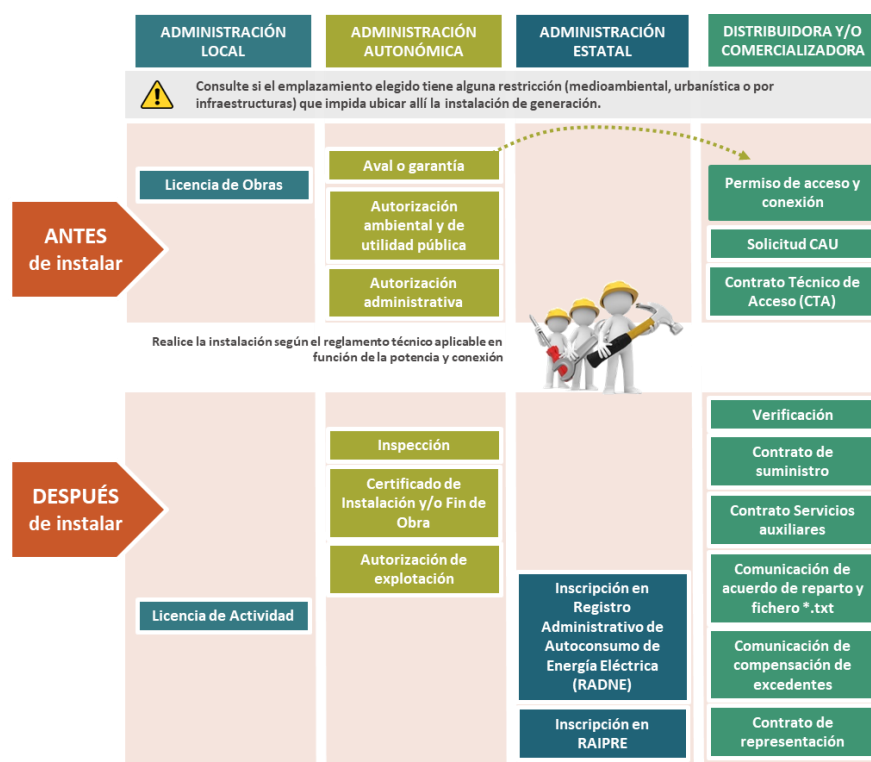 ADMINISTRACIÓN
LOCAL
ADMINISTRACIÓN
AUTONÓMICA
ADMINISTRACIÓN
ESTATAL
DISTRIBUIDORA Y/O
COMERCIALIZADORA
Consulte si el emplazamiento elegido tiene alguna restricción (medioambiental, urbanística o por
infraestructuras) que impida ubicar allí la instalación de generación.
ANTES
de instalar
Licencia de Obras
Aval o garantía
Autorización
ambiental y de
utilidad pública
Autorización
administrativa
Permiso de acceso y
conexión
Solicitud CAU
Contrato Técnico de
Acceso (CTA)
Realice la instalación según el reglamento técnico aplicable en
función de la potencia y conexión
DESPUÉS
de instalar
Licencia de Actividad
Inspección
Certificado de
Instalación y/o Fin de
Obra
Autorización de
explotación
Inscripción en
Registro
Administrativo de
Autoconsumo de
Energía Eléctrica
(RADNE)
Inscripción en
RAIPRE
Verificación
Contrato de
suministro
Contrato Servicios
auxiliares
Comunicación de
acuerdo de reparto y
fichero *.txt
Comunicación de
compensación de
excedentes
Contrato de
representación